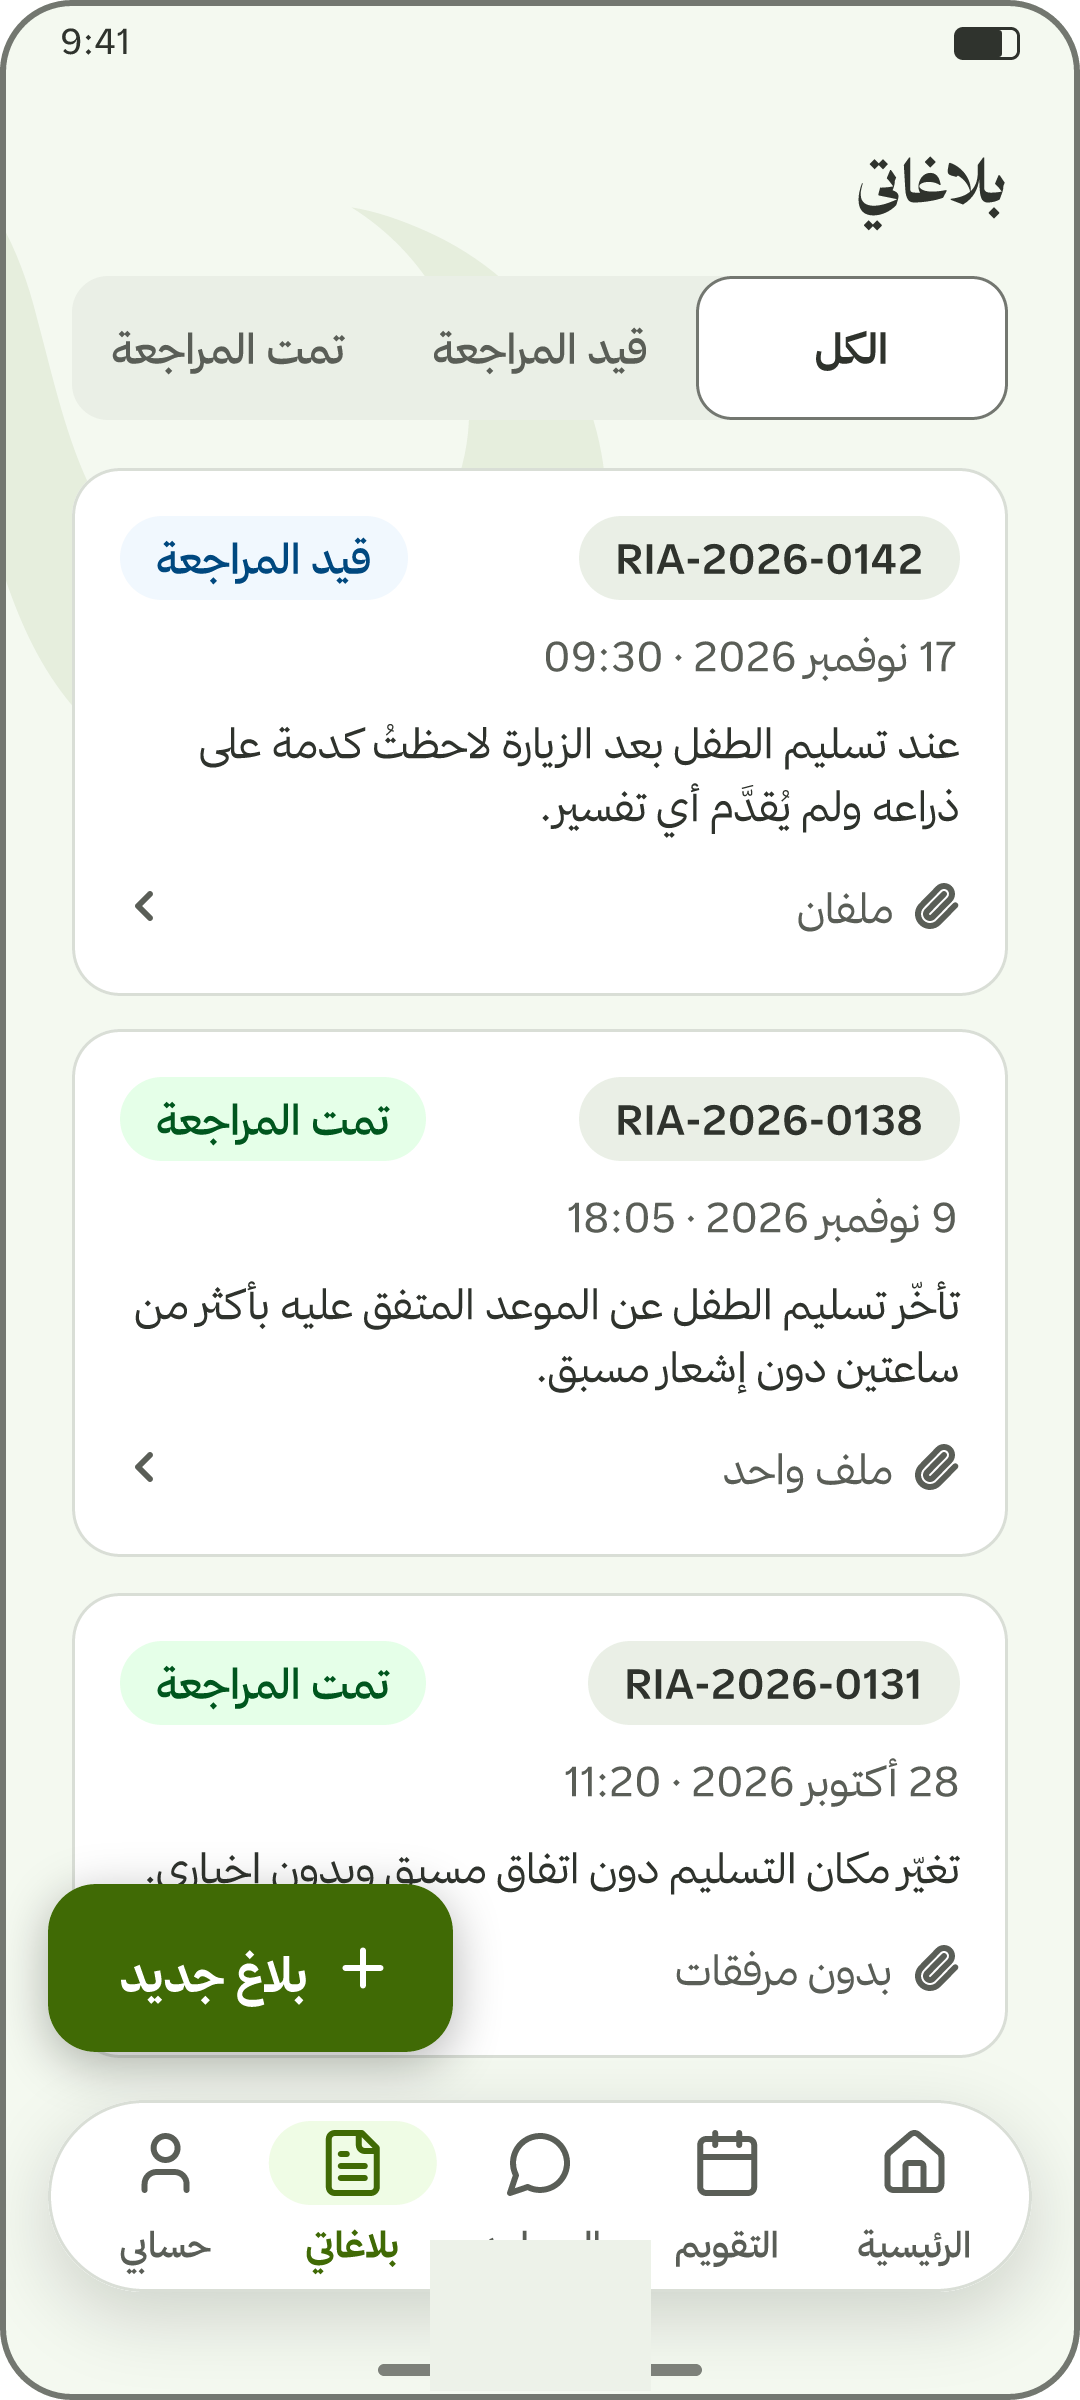 9:41
بلاغاتي
الكل
قيد المراجعة
تمت المراجعة
RIA-2026-0142
قيد المراجعة
17 نوفمبر 2026 · 09:30
عند تسليم الطفل بعد الزيارة لاحظتُ كدمة على
ذراعه ولم يُقدَّم أي تفسير.
ملفان
RIA-2026-0138
تمت المراجعة
9 نوفمبر 2026 · 18:05
تأخّر تسليم الطفل عن الموعد المتفق عليه بأكثر من
ساعتين دون إشعار مسبق.
ملف واحد
RIA-2026-0131
تمت المراجعة
28 أكتوبر 2026 · 11:20
تغيّر مكان التسليم دون اتفاق مسبق وبدون إخباري.
بدون مرفقات
بلاغ جديد
الرئيسية
التقويم
بلاغاتي
حسابي